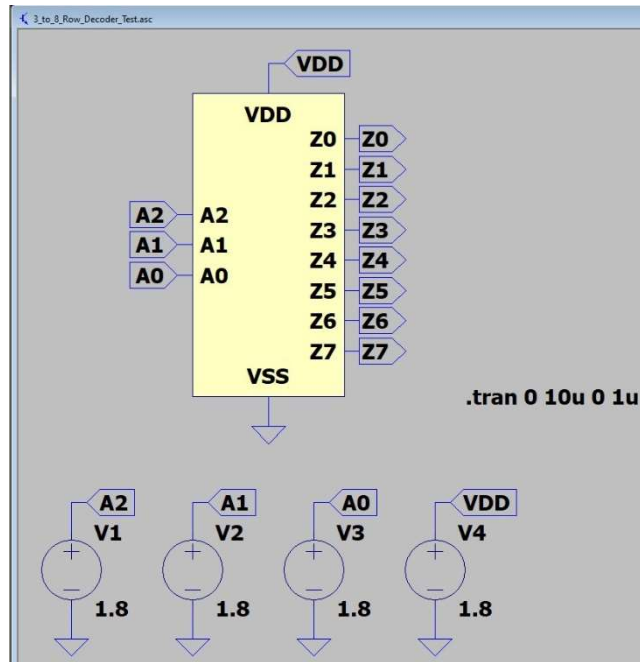 3_to_8_Row_Decoder_Test.asc
VDD
VDD
Z0 Z0
Z1 Z1
Z2 Z2
A2 A2 Z3 Z3
A1 A1 Z4 Z4
A0 A0 Z5 Z5
Z6 Z6
Z7 Z7
VSS
.tran 0 10u 0 1u
A2 A1 A0 VDD
V1 V2 V3 V4
1.8 1.8 1.8 1.8